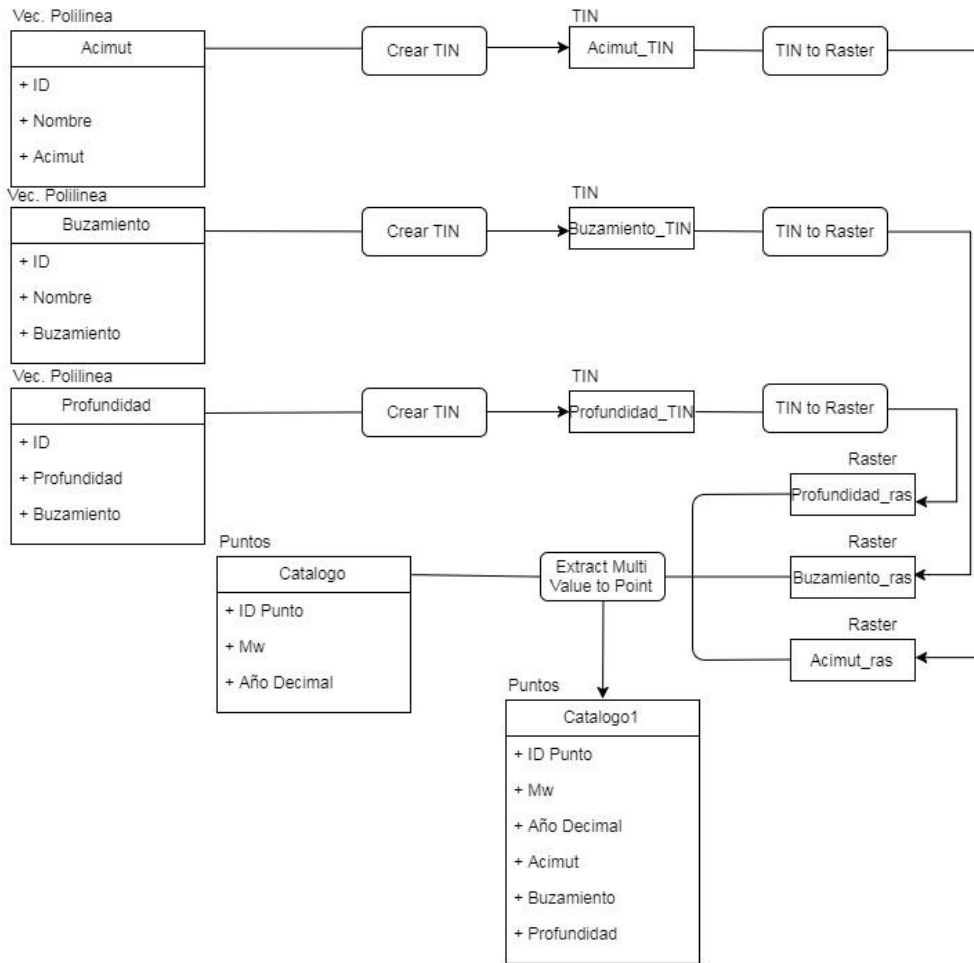 Vec. Polilinea
Acimut
+ ID
+ Nombre
+ Acimut
Crear TIN
TIN
Acimut_TIN
TIN to Raster
Vec. Polilinea
Buzamiento
+ ID
+ Nombre
+ Buzamiento
Crear TIN
TIN
Buzamiento_TIN
TIN to Raster
Vec. Polilinea
Profundidad
+ ID
+ Profundidad
+ Buzamiento
Crear TIN
TIN
Profundidad_TIN
TIN to Raster
Raster
Profundidad_ras
Raster
Buzamiento_ras
Raster
Acimut_ras
Puntos
Catalogo
+ ID Punto
+ Mw
+ Año Decimal
Extract Multi
Value to Point
Puntos
Catalogo1
+ ID Punto
+ Mw
+ Año Decimal
+ Acimut
+ Buzamiento
+ Profundidad